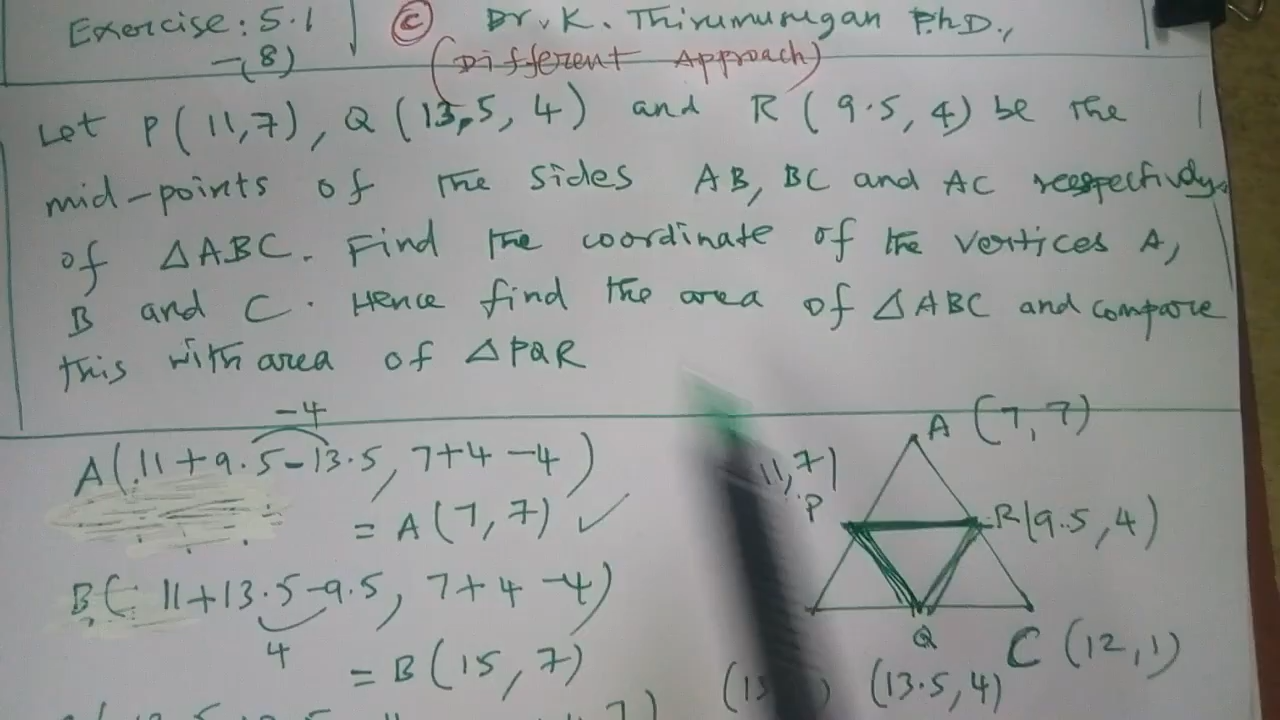 Exercise: 5.1
-(8)
© Dr. K. Thirumurugan P.hD.,
(Different Approach)
Let P(11,7), Q(13.5, 4) and R(9.5, 4) be the
mid-points of the sides AB, BC and AC respectively
of ΔABC. Find the coordinate of the vertices A,
B and C. Hence find the area of ΔABC and compare
this with area of ΔPQR
-4
A(11+9.5-13.5, 7+4-4)
= A(7,7) ✓
B(11+13.5-9.5, 7+4-4)
4
= B(15,7)
A (7,7)
11,7)
P
R(9.5,4)
Q
C (12,1)
(13.5,4)